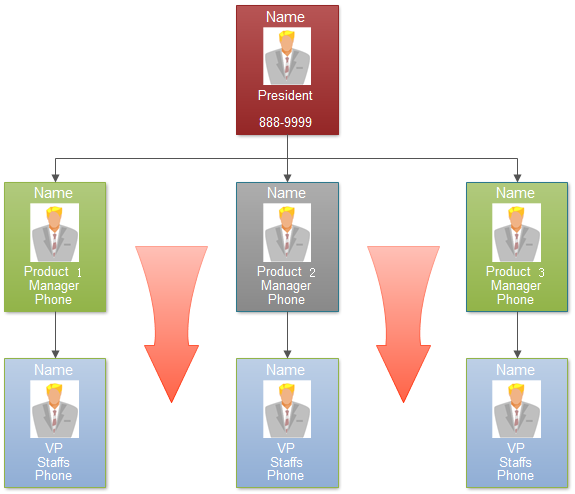 Name
President
888-9999
Name
Product 1
Manager
Phone
Name
Product 2
Manager
Phone
Name
Product 3
Manager
Phone
Name
VP
Staffs
Phone
Name
VP
Staffs
Phone
Name
VP
Staffs
Phone